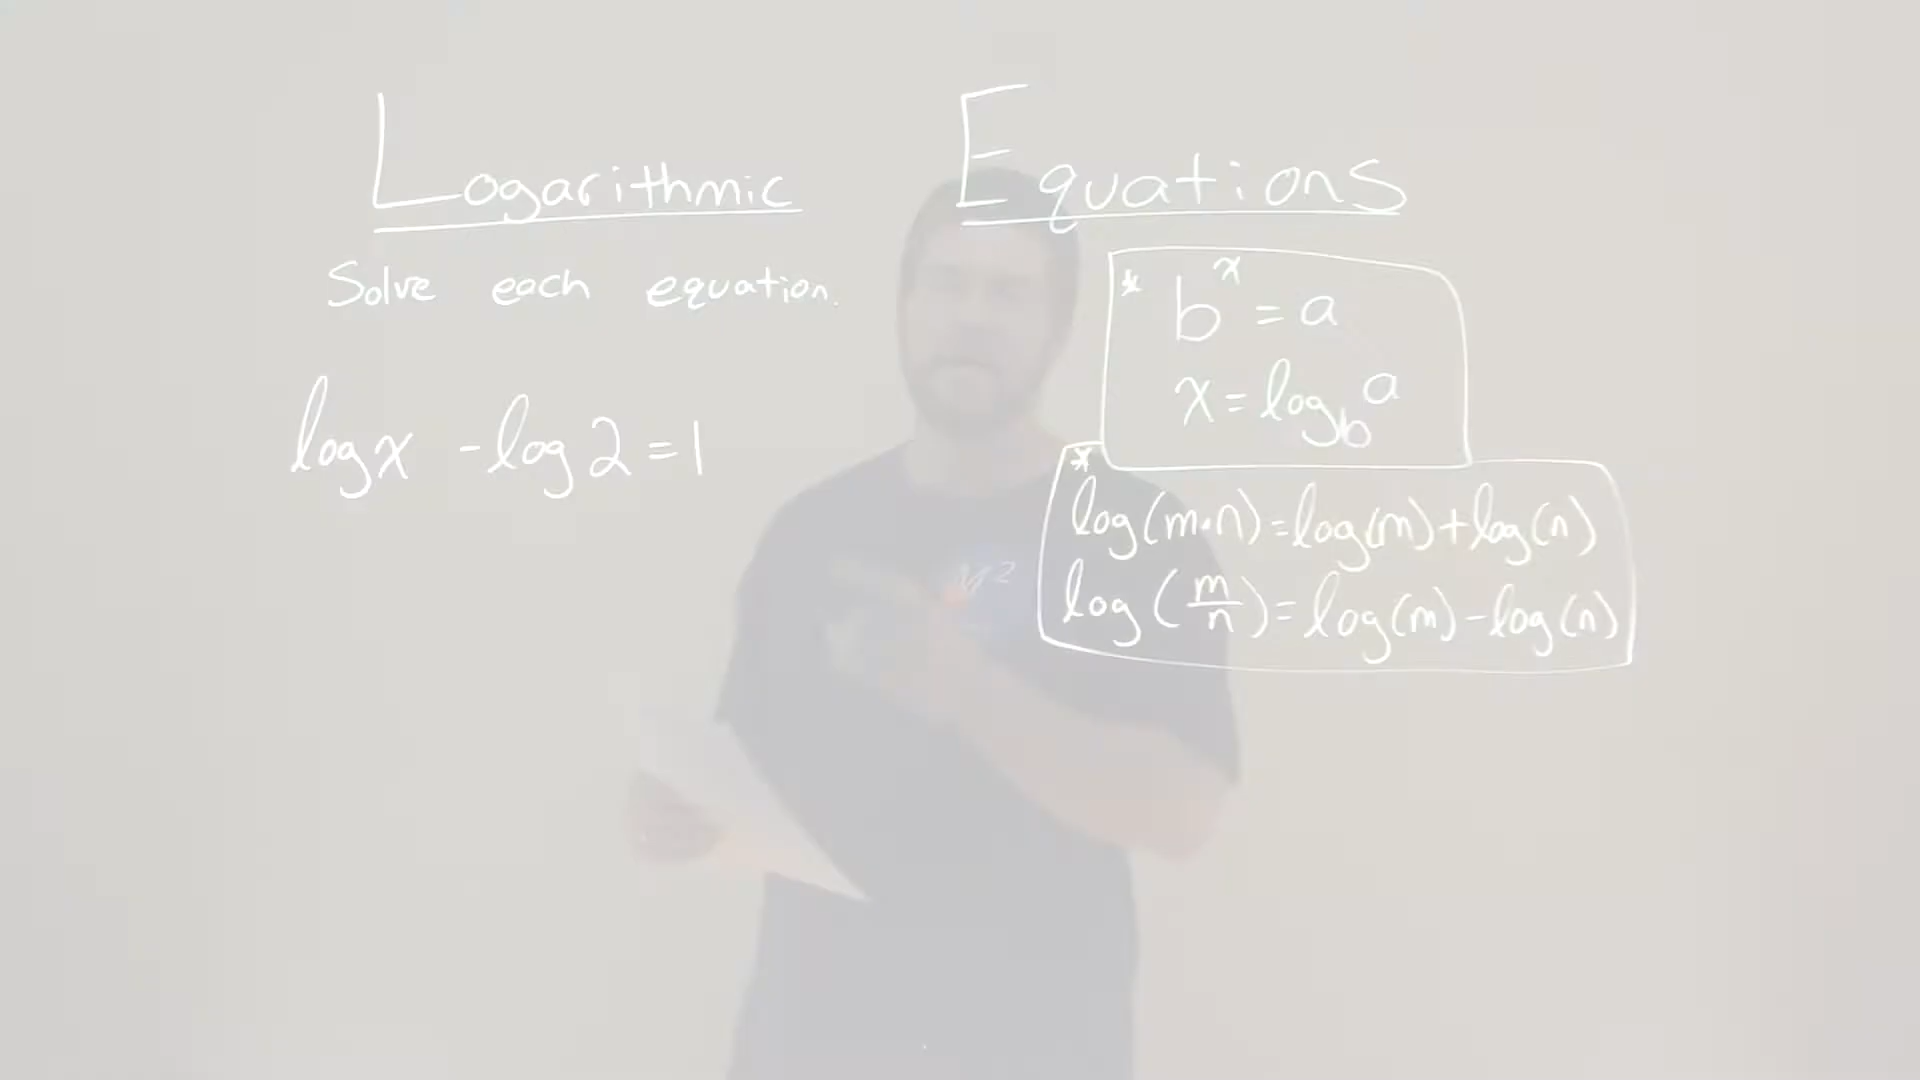 Logarithmic Equations
Solve each equation.
log x - log 2 = 1
* b^x = a
x = log_b a
* log(m·n) = log(m) + log(n)
log(m/n) = log(m) - log(n)